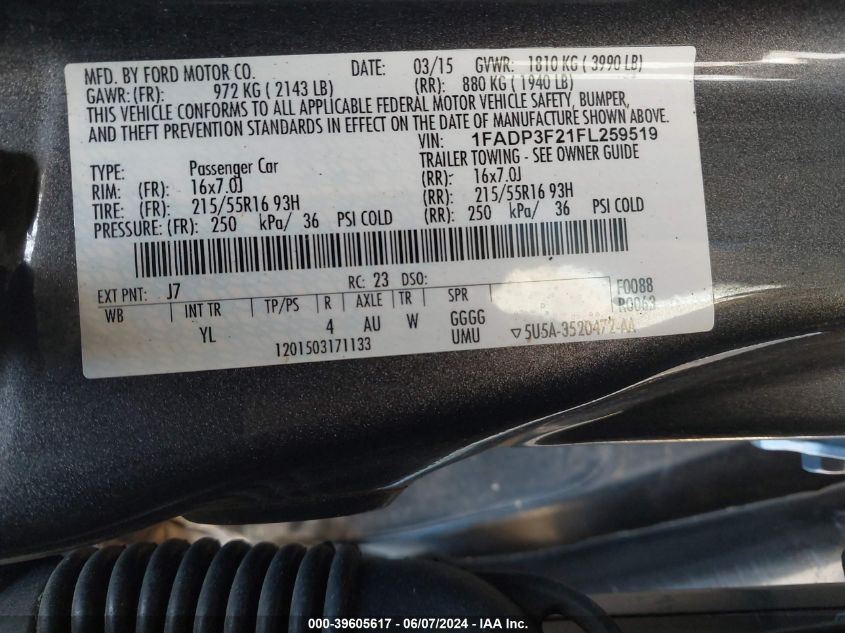 MFD. BY FORD MOTOR CO. DATE: 03/15 GVWR: 1810 KG ( 3990 LB)
GAWR: (FR): 972 KG ( 2143 LB) (RR): 880 KG ( 1940 LB)
THIS VEHICLE CONFORMS TO ALL APPLICABLE FEDERAL MOTOR VEHICLE SAFETY, BUMPER,
AND THEFT PREVENTION STANDARDS IN EFFECT ON THE DATE OF MANUFACTURE SHOWN ABOVE.
VIN: 1FADP3F21FL259519
TYPE: Passenger Car TRAILER TOWING - SEE OWNER GUIDE
RIM: (FR): 16x7.0J (RR): 16x7.0J
TIRE: (FR): 215/55R16 93H (RR): 215/55R16 93H
PRESSURE: (FR): 250 kPa/ 36 PSI COLD (RR): 250 kPa/ 36 PSI COLD
EXT PNT: J7 RC: 23 DSO: F0088
WB INT TR TP/PS R AXLE TR SPR R0063
YL 4 AU W GGGG
UMU ▽5U5A-3520472-AA
1201503171133
000-39605617 - 06/07/2024 - IAA Inc.